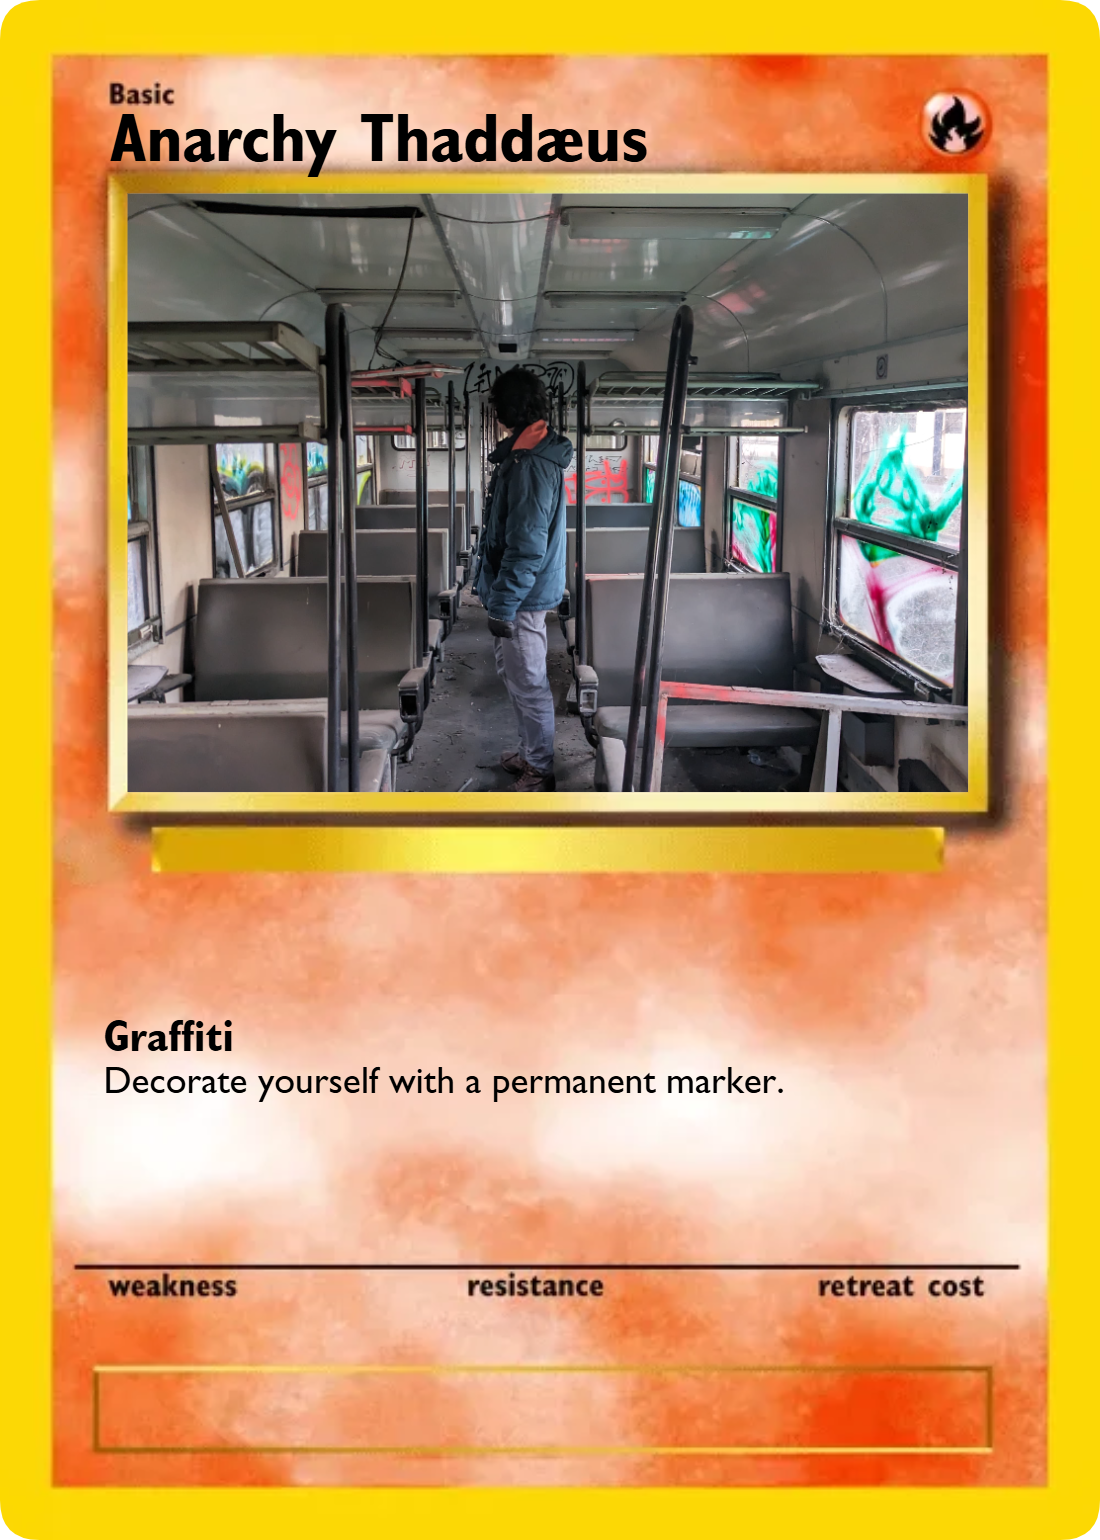 Basic
Anarchy Thaddæus
Graffiti
Decorate yourself with a permanent marker.
weakness resistance retreat cost